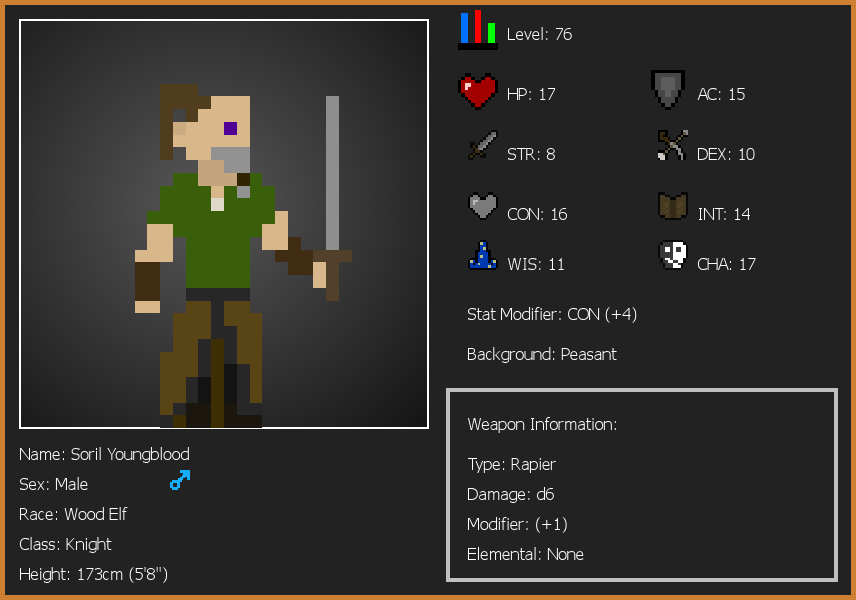 Level: 76
HP: 17
AC: 15
STR: 8
DEX: 10
CON: 16
INT: 14
WIS: 11
CHA: 17
Stat Modifier: CON (+4)
Background: Peasant
Weapon Information:
Type: Rapier
Damage: d6
Modifier: (+1)
Elemental: None
Name: Soril Youngblood
Sex: Male
Race: Wood Elf
Class: Knight
Height: 173cm (5'8")